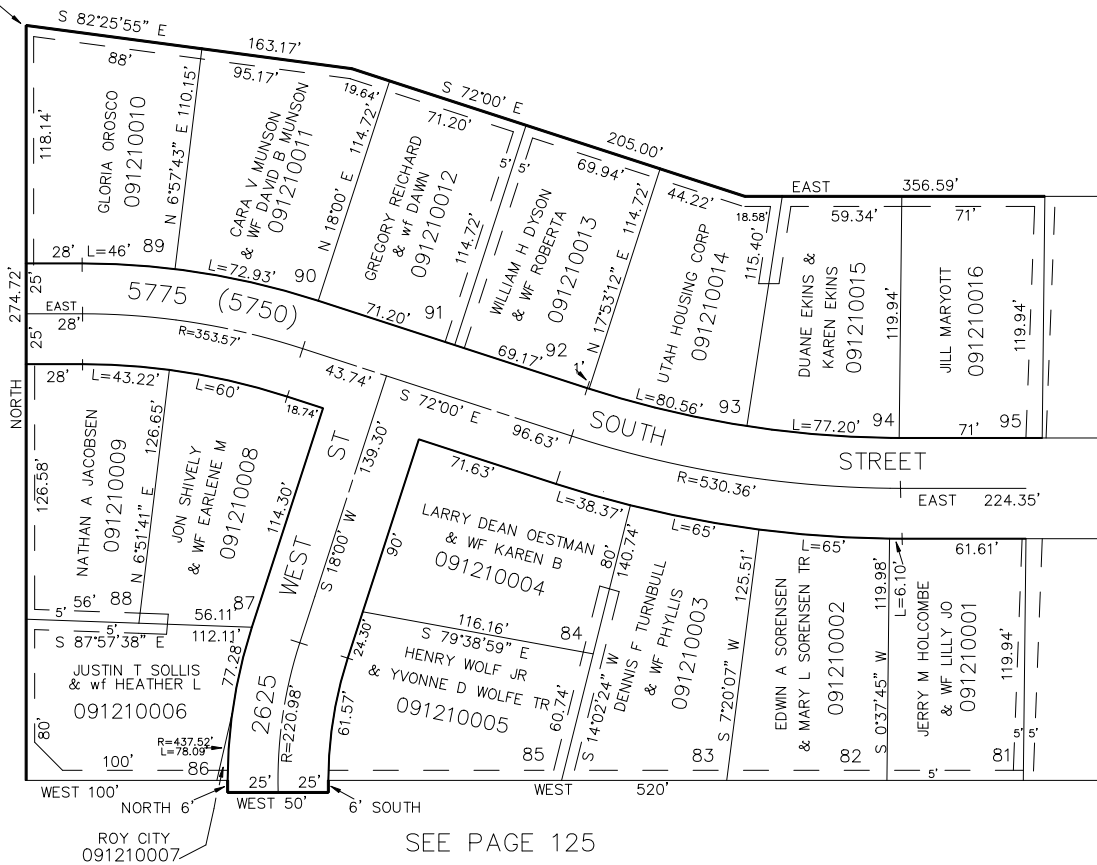 S 82°25'55" E
163.17'
88'
95.17'
19.64'
S 72°00' E
205.00'
71.20'
69.94'
44.22'
18.58'
EAST 356.59'
59.34'
71'
118.14'
GLORIA OROSCO
091210010
N 6°57'43" E 110.15'
CARA V MUNSON
& WF DAVID B MUNSON
091210011
N 18°00' E 114.72'
GREGORY REICHARD
& wf DAWN
091210012
114.72'
5'
5'
WILLIAM H DYSON
& WF ROBERTA
091210013
N 17°53'12" E 114.72'
UTAH HOUSING CORP
091210014
115.40'
DUANE EKINS &
KAREN EKINS
091210015
119.94'
JILL MARYOTT
091210016
119.94'
28'
L=46'
89
L=72.93'
90
71.20'
91
69.17'
92
1'
L=80.56'
93
L=77.20'
94
71'
95
274.72'
NORTH
25'
25'
EAST
28'
5775 (5750)
R=353.57'
43.74'
S 72°00' E
96.63'
SOUTH
STREET
R=530.36'
EAST 224.35'
28'
L=43.22'
L=60'
18.74'
126.58'
NATHAN A JACOBSEN
091210009
126.65'
N 6°51'41" E
JON SHIVELY
& WF EARLENE M
091210008
114.30'
139.30'
S 18°00' W
2625 WEST ST
90'
71.63'
L=38.37'
L=65'
L=65'
L=6.10'
61.61'
LARRY DEAN OESTMAN
& WF KAREN B
091210004
80'
140.74'
DENNIS F TURNBULL
& WF PHYLLIS
091210003
125.51'
S 7°20'07" W
EDWIN A SORENSEN
& MARY L SORENSEN TR
091210002
119.98'
S 0°37'45" W
JERRY M HOLCOMBE
& WF LILLY JO
091210001
119.94'
56'
88
5'
5'
56.11'
87
112.11'
S 87°57'38" E
JUSTIN T SOLLIS
& wf HEATHER L
091210006
80'
77.28'
24.30'
116.16'
84
S 79°38'59" E
HENRY WOLF JR
& YVONNE D WOLFE TR
091210005
60.74'
S 14°02'24" W
61.57'
R=220.98'
R=437.52'
L=78.09'
100'
86
85
83
82
81
5'
5'
5'
WEST 100'
NORTH 6'
25'
25'
WEST 50'
6' SOUTH
WEST 520'
ROY CITY
091210007
SEE PAGE 125